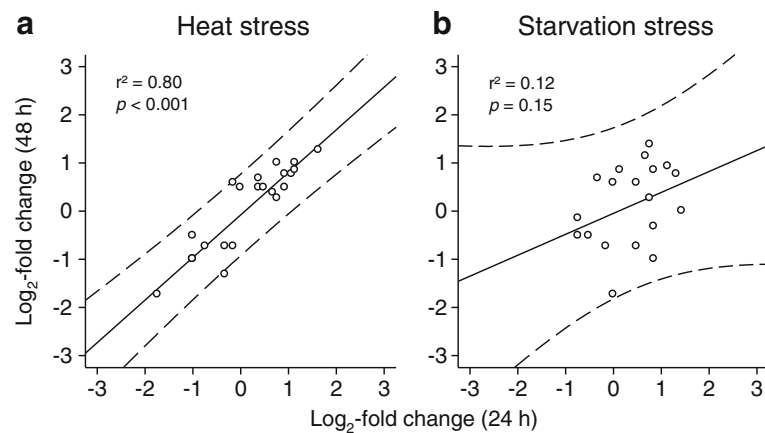 a Heat stress
b Starvation stress
r² = 0.80
p < 0.001
r² = 0.12
p = 0.15
Log₂-fold change (48 h)
3
2
1
0
-1
-2
-3
3
2
1
0
-1
-2
-3
-3 -2 -1 0 1 2 3
-3 -2 -1 0 1 2 3
Log₂-fold change (24 h)